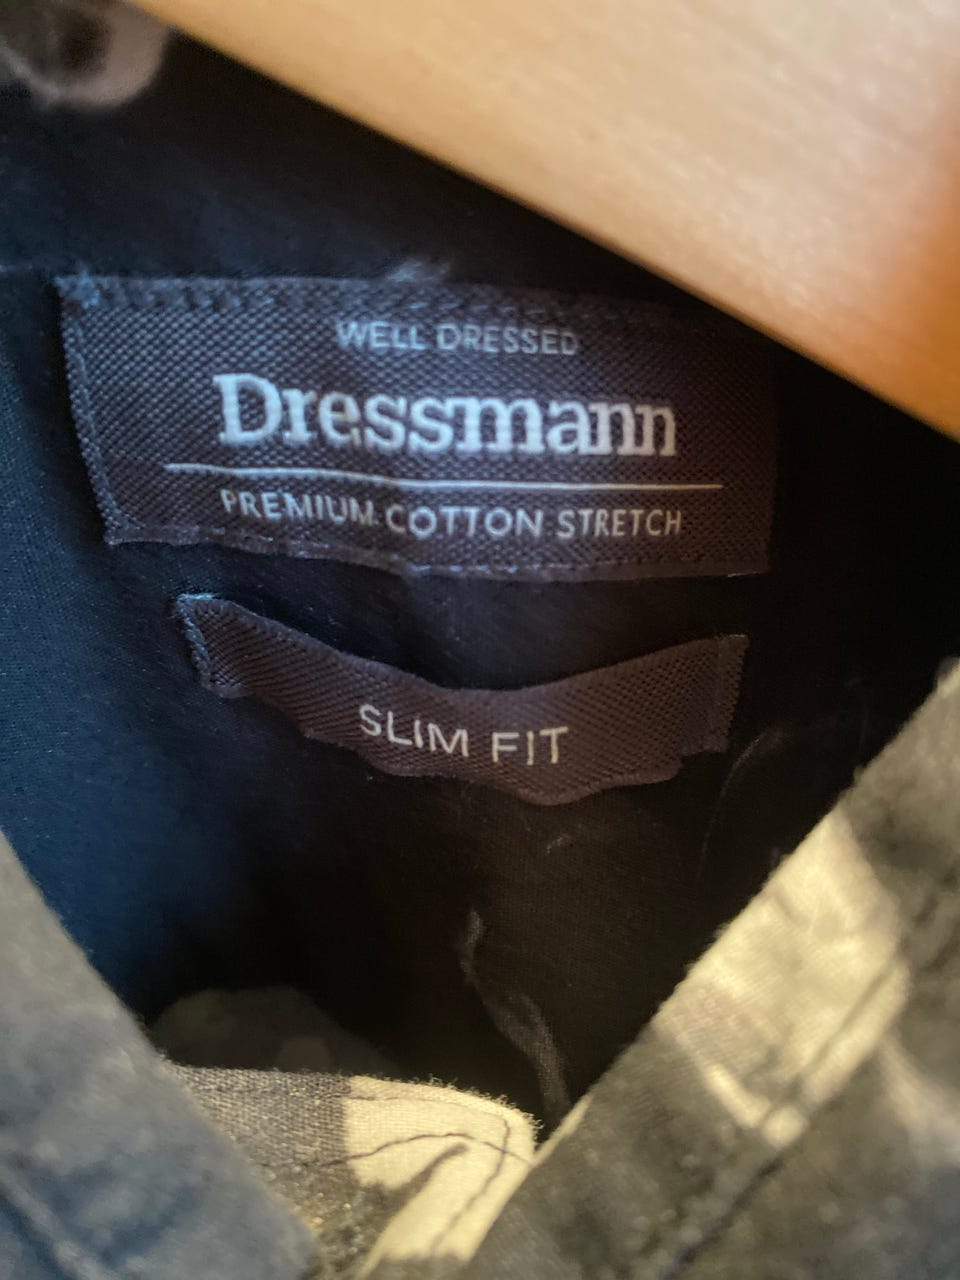 WELL DRESSED
Dressmann
PREMIUM COTTON STRETCH
SLIM FIT